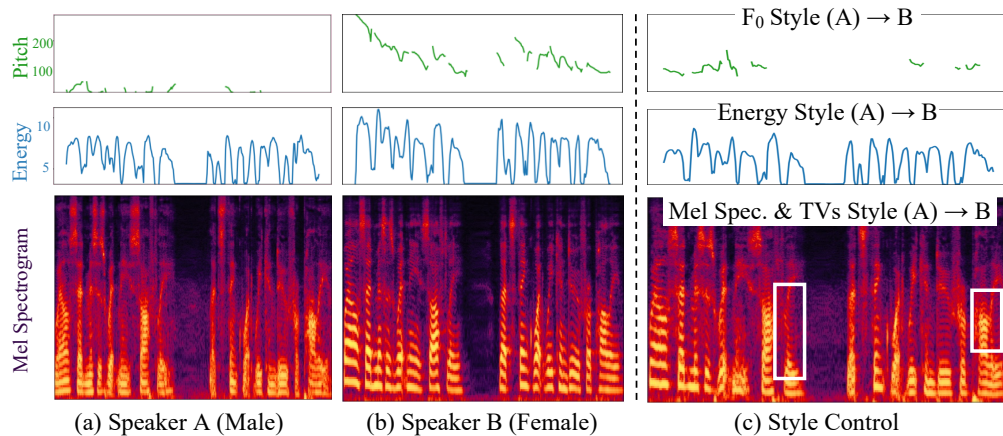 F₀ Style (A) → B
Pitch
200
100
Energy Style (A) → B
Energy
10
5
Mel Spec. & TVs Style (A) → B
Mel Spectrogram
(a) Speaker A (Male)
(b) Speaker B (Female)
(c) Style Control